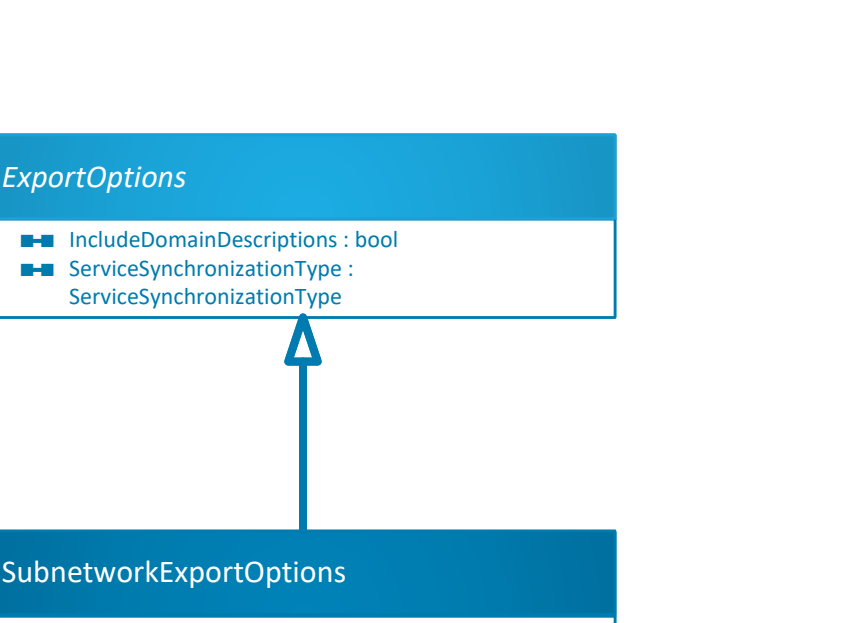 ExportOptions
IncludeDomainDescriptions : bool
ServiceSynchronizationType :
ServiceSynchronizationType
SubnetworkExportOptions